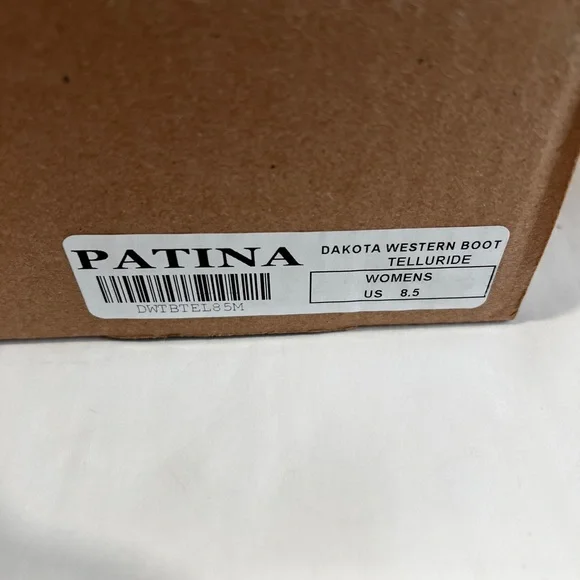 PATINA
DWTBTEL85M
DAKOTA WESTERN BOOT
TELLURIDE
WOMENS
US 8.5